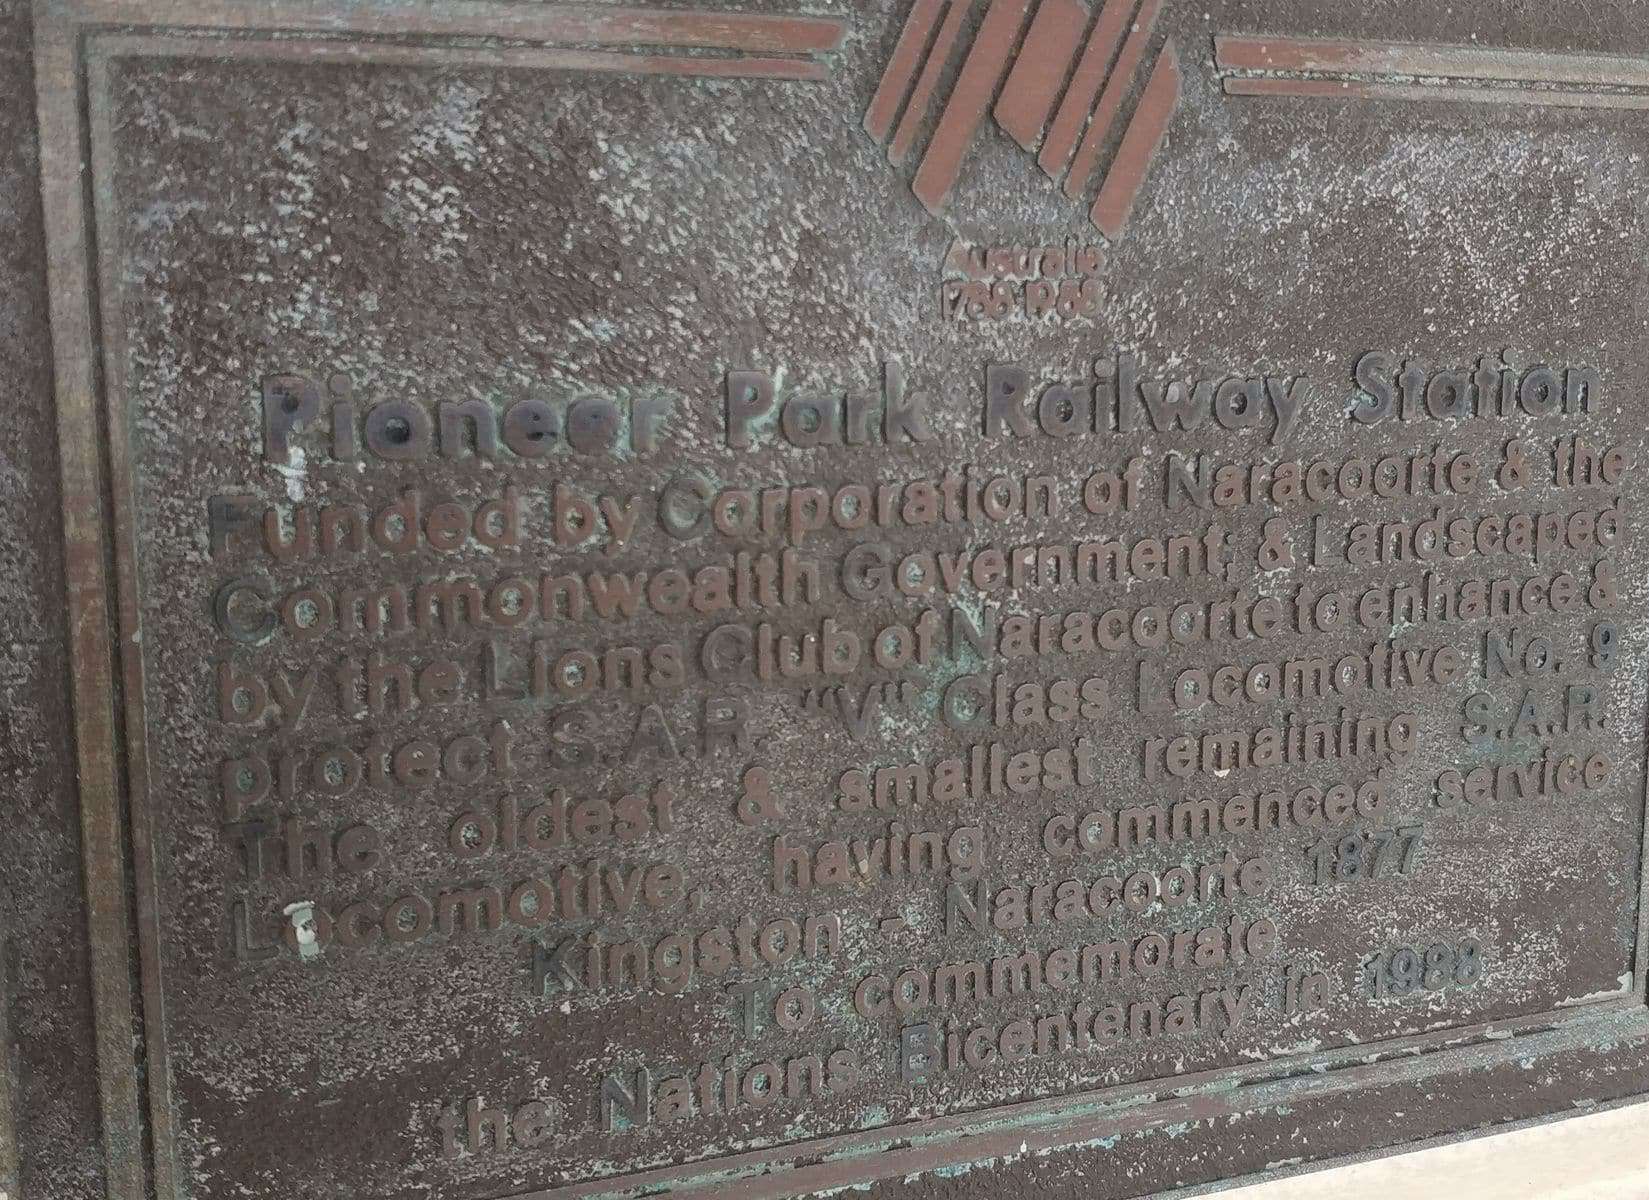 Australia
1788-1988
Pioneer Park Railway Station
Funded by Corporation of Naracoorte & the
Commonwealth Government; & Landscaped
by the Lions Club of Naracoorte to enhance &
protect S.A.R. "V" Class Locomotive No. 9
The oldest & smallest remaining S.A.R.
Locomotive, having commenced service
Kingston - Naracoorte 1877
To commemorate
the Nations Bicentenary in 1988